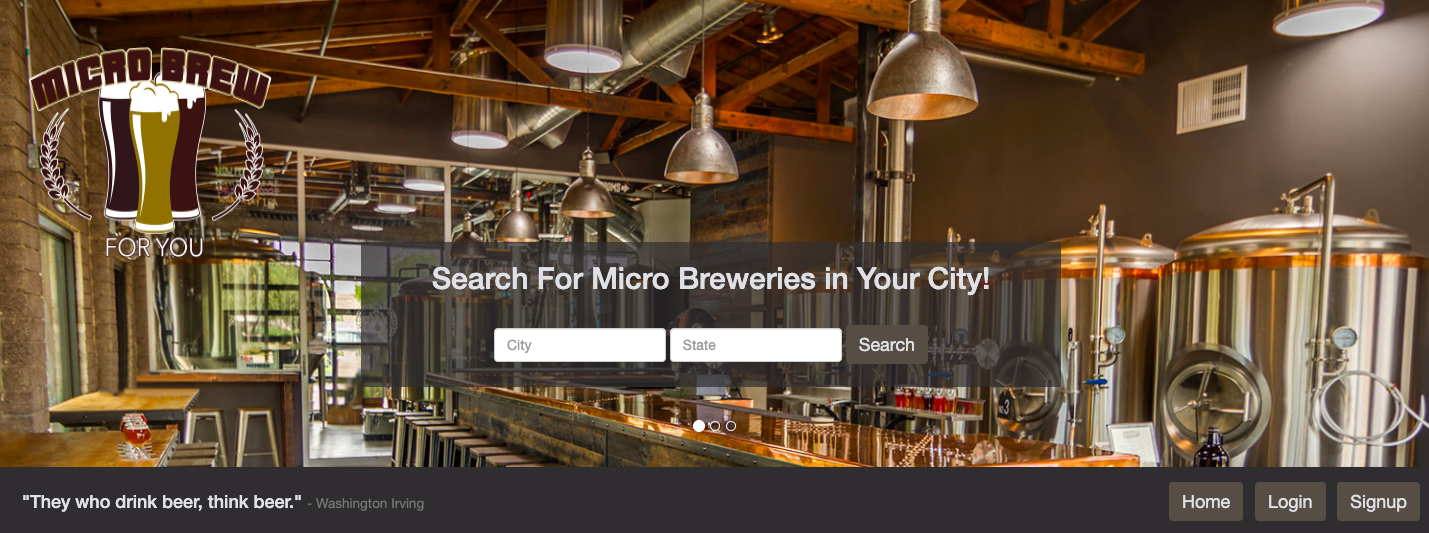 MICRO BREW
FOR YOU
Search For Micro Breweries in Your City!
City
State
Search
"They who drink beer, think beer." - Washington Irving
Home
Login
Signup